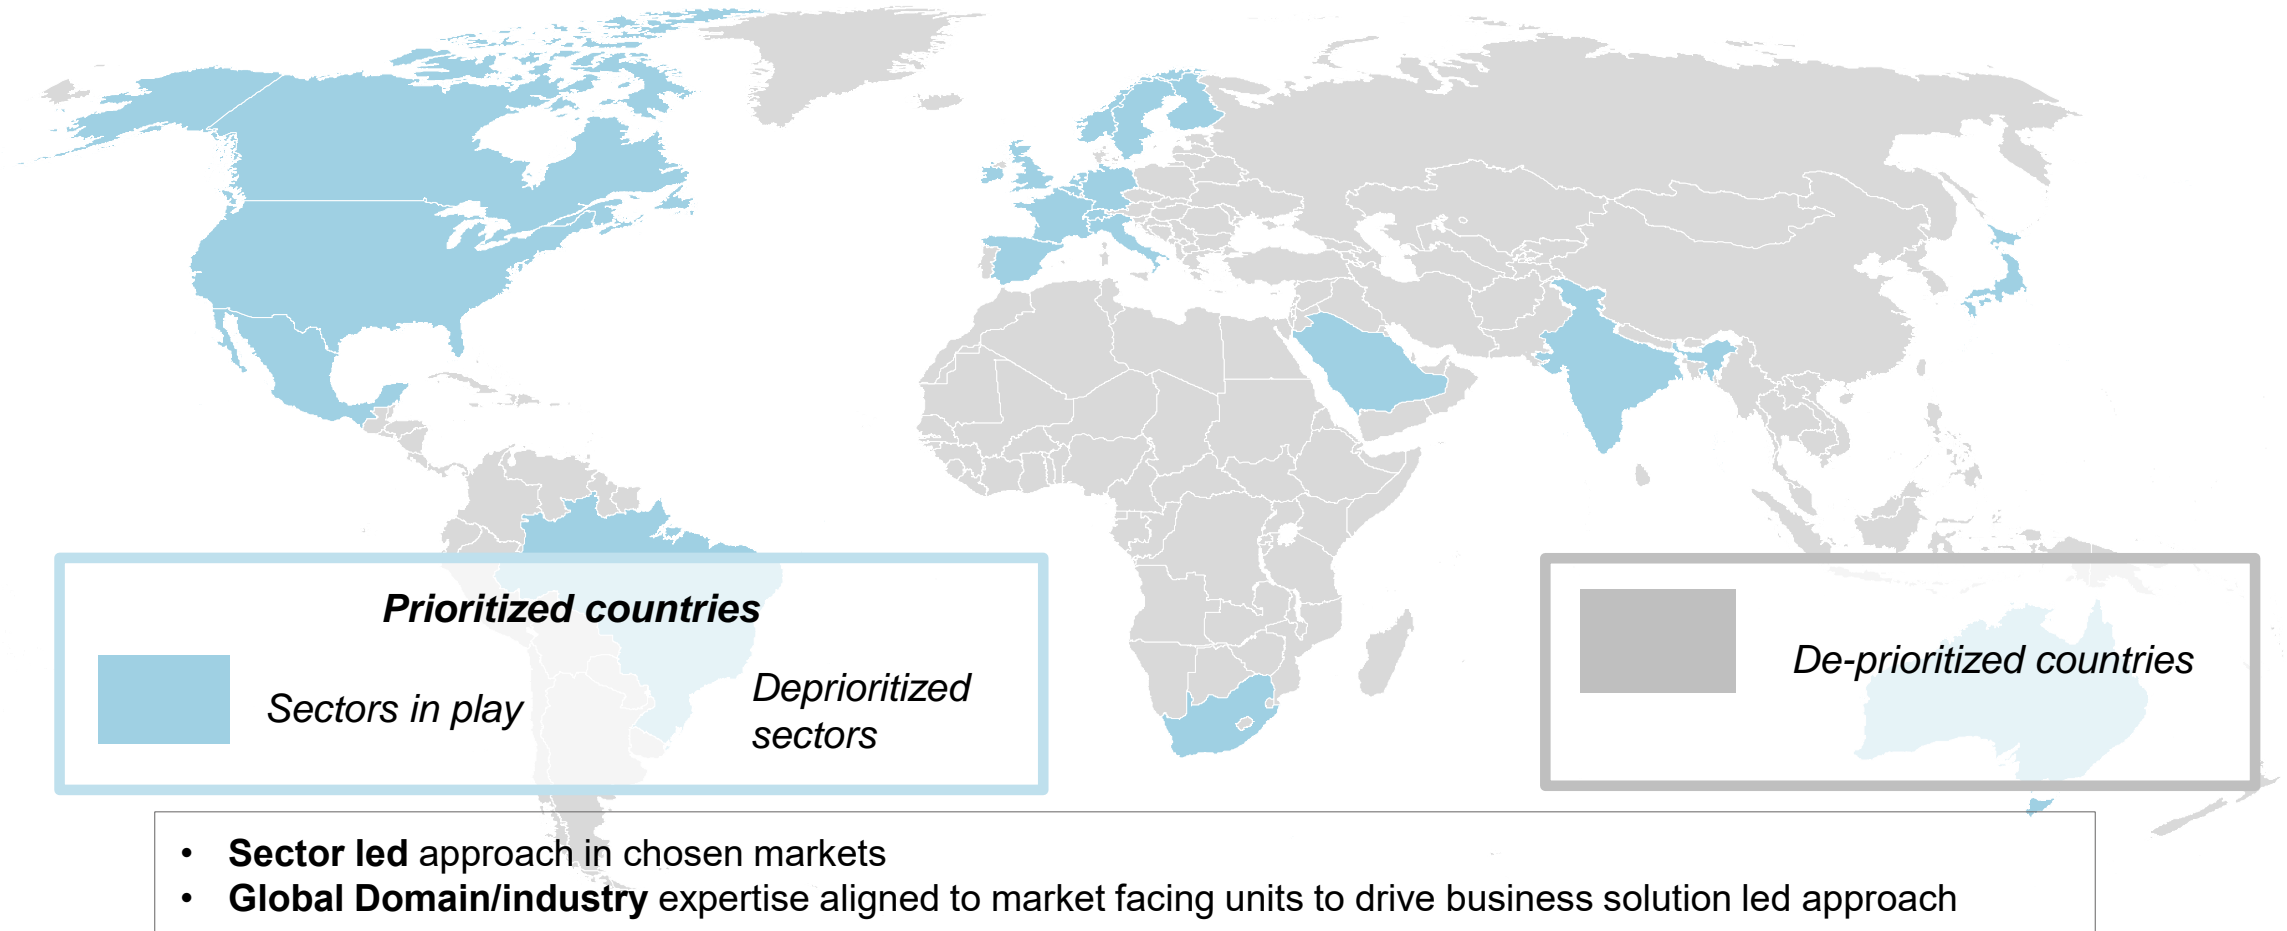 Prioritized countries
Sectors in play
Deprioritized
sectors
De-prioritized countries
• Sector led approach in chosen markets
• Global Domain/industry expertise aligned to market facing units to drive business solution led approach